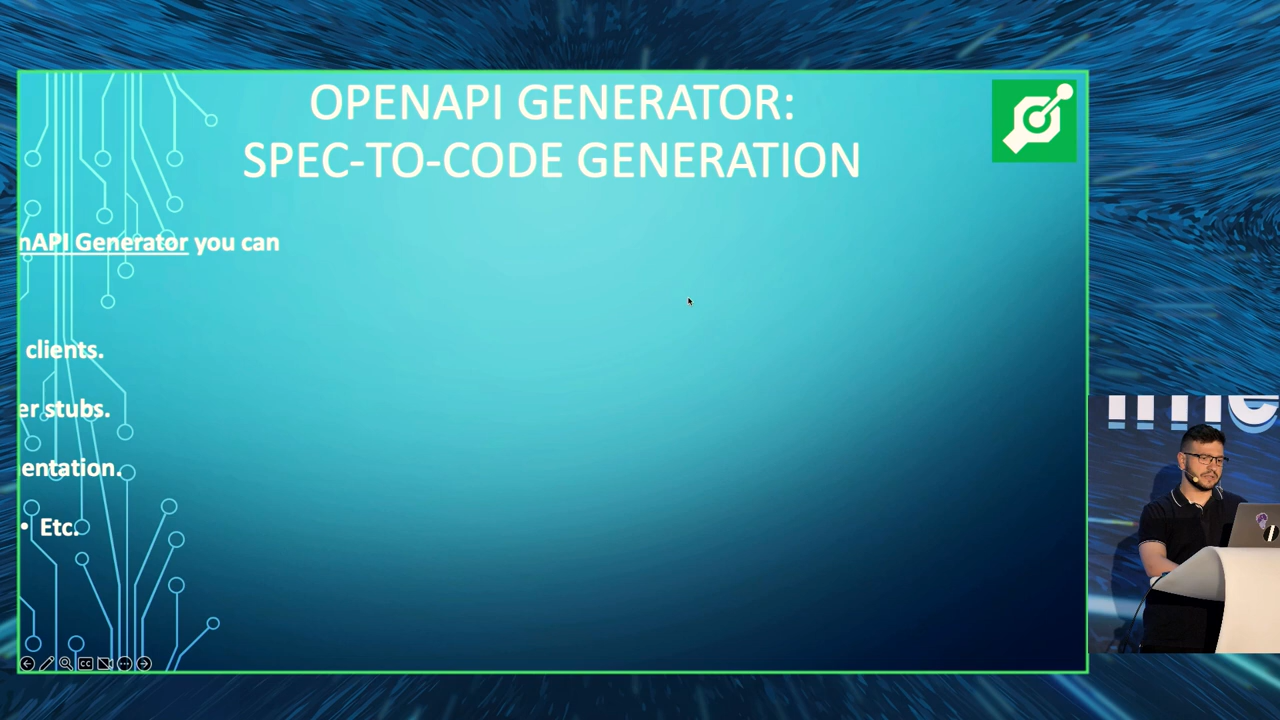 OPENAPI GENERATOR:
SPEC-TO-CODE GENERATION
nAPI Generator you can
clients.
er stubs.
entation.
• Etc.